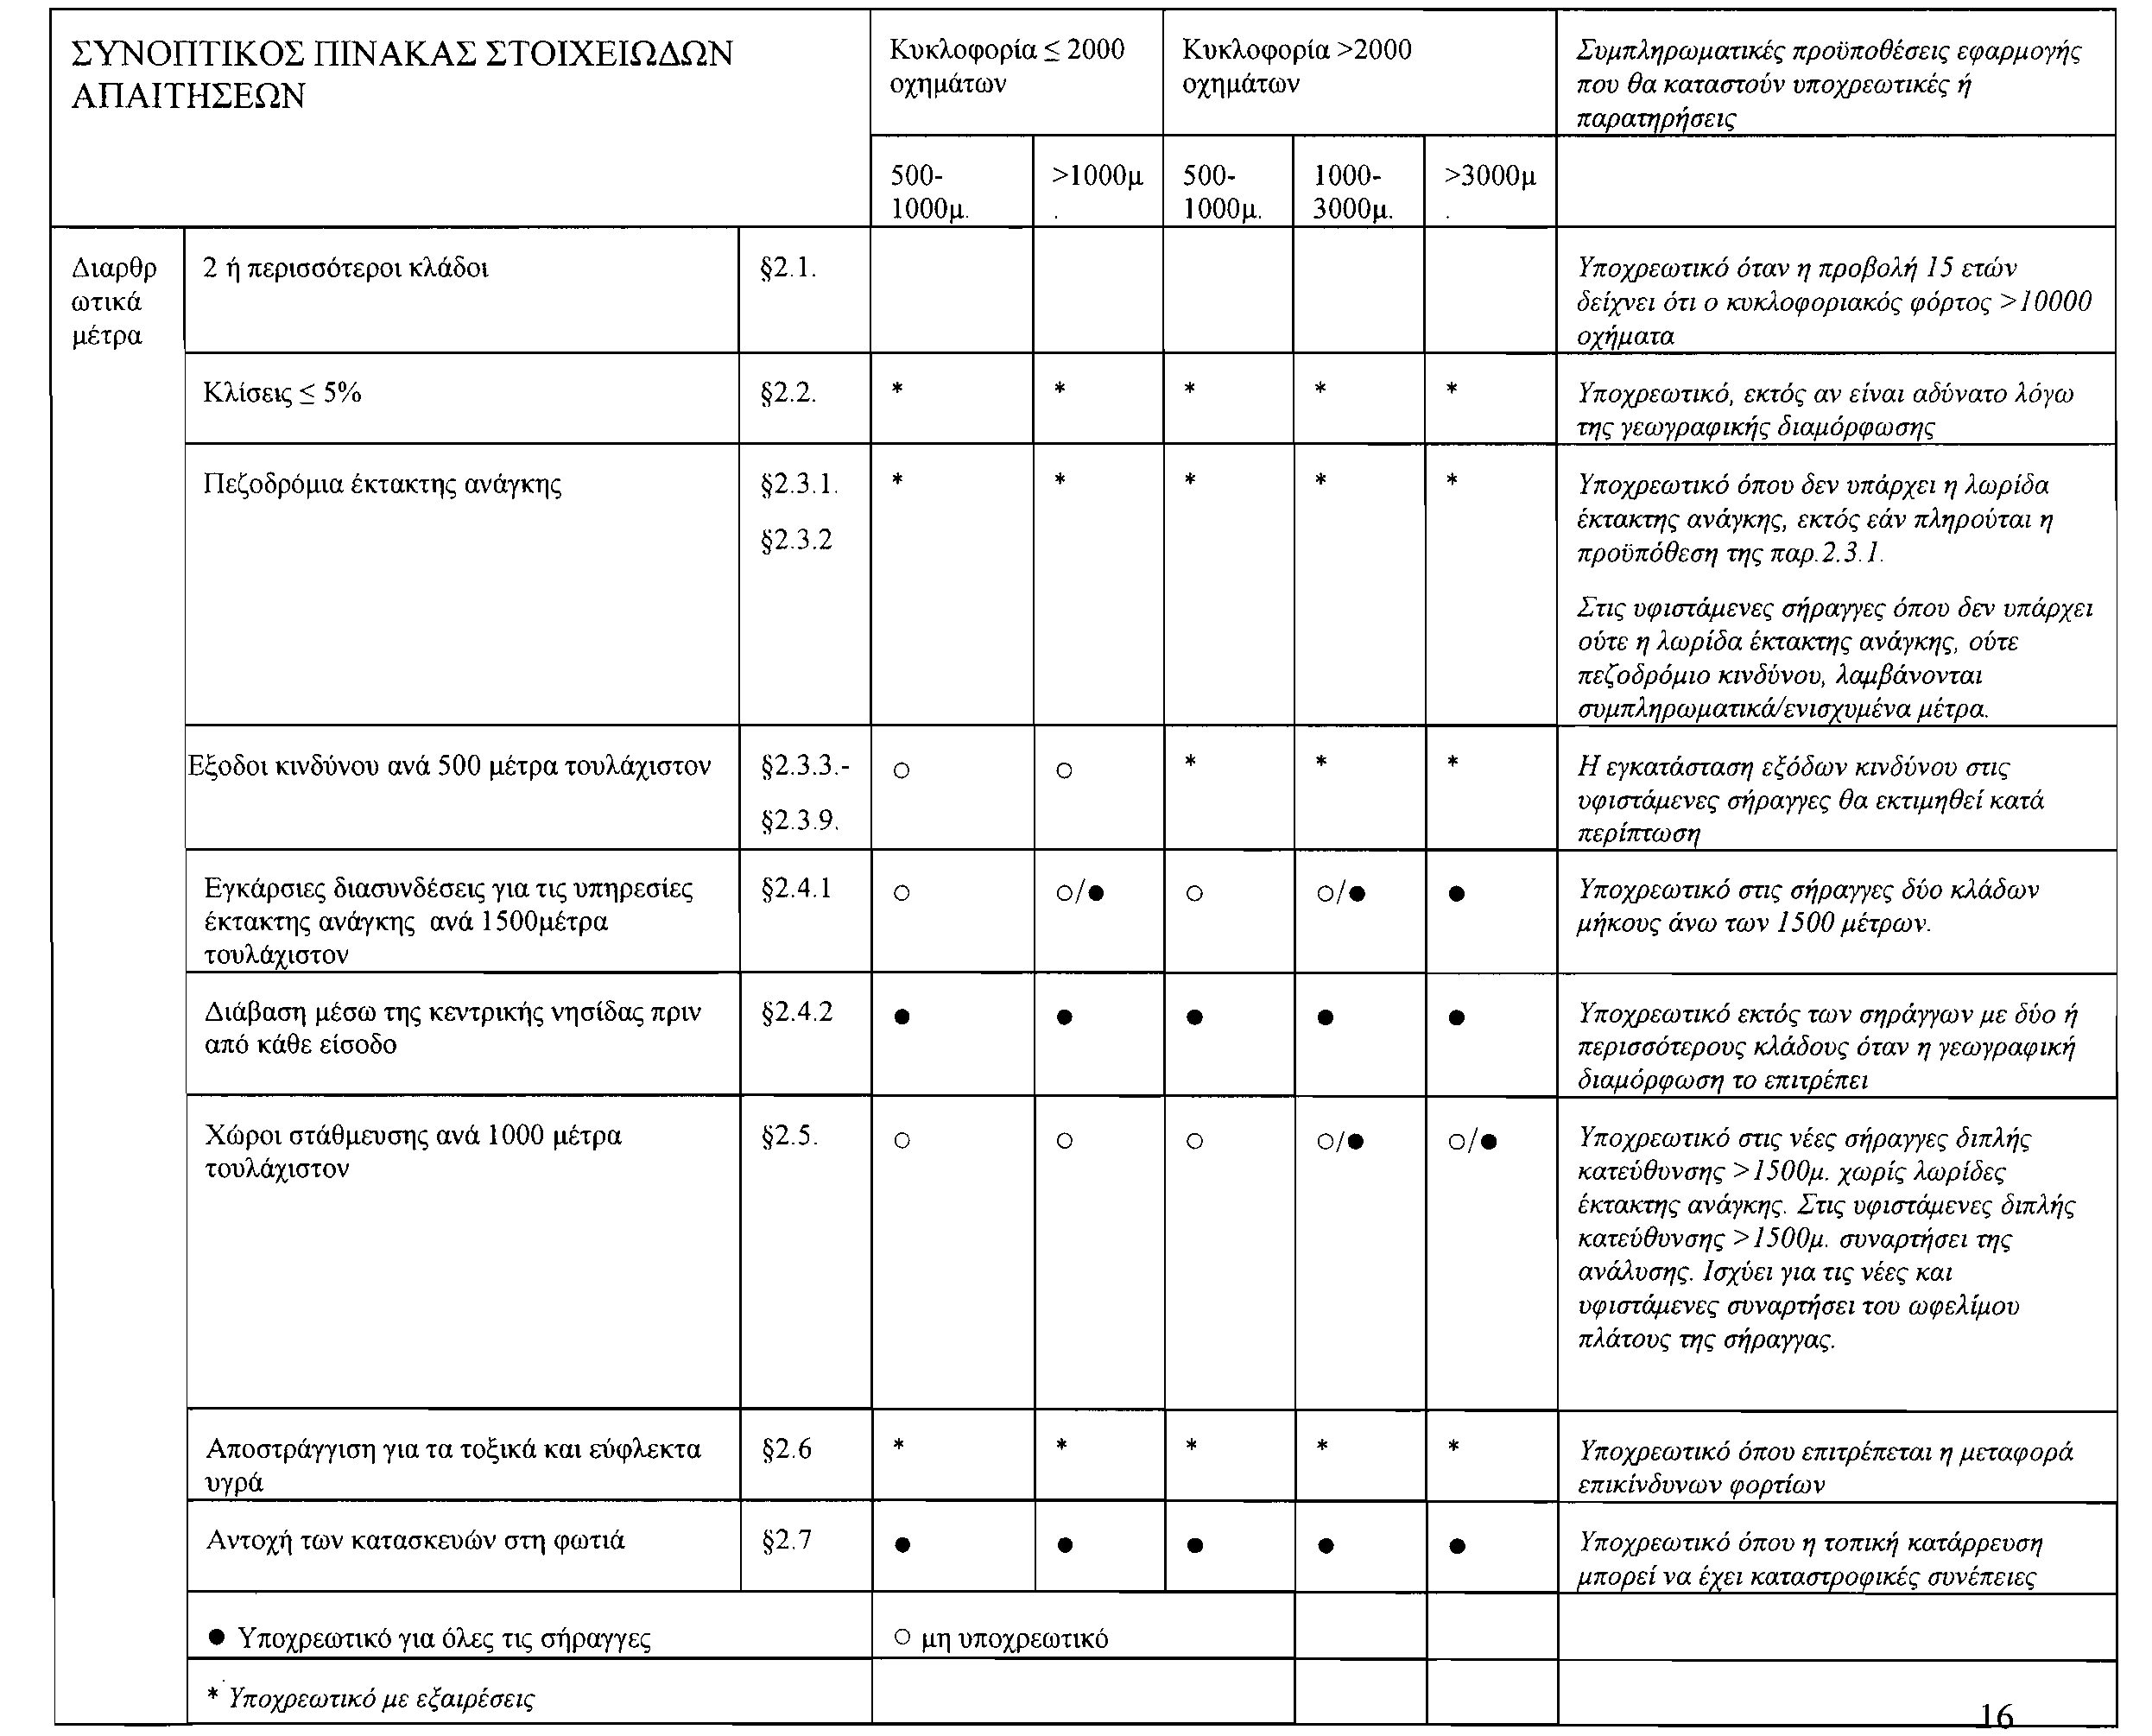 ΣΥΝΟΠΤΙΚΟΣ ΠΙΝΑΚΑΣ ΣΤΟΙΧΕΙΩΔΩΝ
ΑΠΑΙΤΗΣΕΩΝ
Κυκλοφορία ≤ 2000
οχημάτων
Κυκλοφορία >2000
οχημάτων
Συμπληρωματικές προϋποθέσεις εφαρμογής
που θα καταστούν υποχρεωτικές ή
παρατηρήσεις
500-
1000μ.
>1000μ
.
500-
1000μ.
1000-
3000μ.
>3000μ
.
Διαρθρ
ωτικά
μέτρα
2 ή περισσότεροι κλάδοι
§2.1.
Υποχρεωτικό όταν η προβολή 15 ετών
δείχνει ότι ο κυκλοφοριακός φόρτος >10000
οχήματα
Κλίσεις ≤ 5%
§2.2.
* * * * *
Υποχρεωτικό, εκτός αν είναι αδύνατο λόγω
της γεωγραφικής διαμόρφωσης
Πεζοδρόμια έκτακτης ανάγκης
§2.3.1.
§2.3.2
* * * * *
Υποχρεωτικό όπου δεν υπάρχει η λωρίδα
έκτακτης ανάγκης, εκτός εάν πληρούται η
προϋπόθεση της παρ.2.3.1.
Στις υφιστάμενες σήραγγες όπου δεν υπάρχει
ούτε η λωρίδα έκτακτης ανάγκης, ούτε
πεζοδρόμιο κινδύνου, λαμβάνονται
συμπληρωματικά/ενισχυμένα μέτρα.
Εξοδοι κινδύνου ανά 500 μέτρα τουλάχιστον
§2.3.3.-
§2.3.9.
○ ○ * * *
Η εγκατάσταση εξόδων κινδύνου στις
υφιστάμενες σήραγγες θα εκτιμηθεί κατά
περίπτωση
Εγκάρσιες διασυνδέσεις για τις υπηρεσίες
έκτακτης ανάγκης ανά 1500μέτρα
τουλάχιστον
§2.4.1
○ ○/● ○ ○/● ●
Υποχρεωτικό στις σήραγγες δύο κλάδων
μήκους άνω των 1500 μέτρων.
Διάβαση μέσω της κεντρικής νησίδας πριν
από κάθε είσοδο
§2.4.2
● ● ● ● ●
Υποχρεωτικό εκτός των σηράγγων με δύο ή
περισσότερους κλάδους όταν η γεωγραφική
διαμόρφωση το επιτρέπει
Χώροι στάθμευσης ανά 1000 μέτρα
τουλάχιστον
§2.5.
○ ○ ○ ○/● ○/●
Υποχρεωτικό στις νέες σήραγγες διπλής
κατεύθυνσης >1500μ. χωρίς λωρίδες
έκτακτης ανάγκης. Στις υφιστάμενες διπλής
κατεύθυνσης >1500μ. συναρτήσει της
ανάλυσης. Ισχύει για τις νέες και
υφιστάμενες συναρτήσει του ωφελίμου
πλάτους της σήραγγας.
Αποστράγγιση για τα τοξικά και εύφλεκτα
υγρά
§2.6
* * * * *
Υποχρεωτικό όπου επιτρέπεται η μεταφορά
επικίνδυνων φορτίων
Αντοχή των κατασκευών στη φωτιά
§2.7
● ● ● ● ●
Υποχρεωτικό όπου η τοπική κατάρρευση
μπορεί να έχει καταστροφικές συνέπειες
● Υποχρεωτικό για όλες τις σήραγγες
○ μη υποχρεωτικό
* Υποχρεωτικό με εξαιρέσεις
16